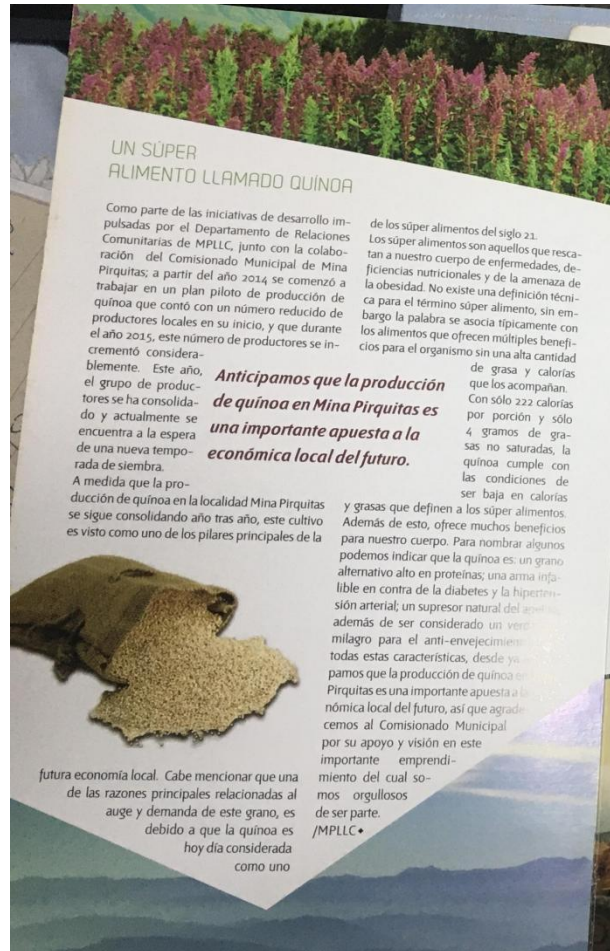 UN SÚPER
ALIMENTO LLAMADO QUÍNOA
Como parte de las iniciativas de desarrollo im-
pulsadas por el Departamento de Relaciones
Comunitarias de MPLLC, junto con la colabo-
ración del Comisionado Municipal de Mina
Pirquitas; a partir del año 2014 se comenzó a
trabajar en un plan piloto de producción de
quínoa que contó con un número reducido de
productores locales en su inicio, y que durante
el año 2015, este número de productores se in-
crementó considera-
blemente. Este año,
el grupo de produc-
tores se ha consolida-
do y actualmente se
encuentra a la espera
de una nueva tempo-
rada de siembra.
A medida que la pro-
ducción de quínoa en la localidad Mina Pirquitas
se sigue consolidando año tras año, este cultivo
es visto como uno de los pilares principales de la
futura economía local. Cabe mencionar que una
de las razones principales relacionadas al
auge y demanda de este grano, es
debido a que la quínoa es
hoy día considerada
como uno
Anticipamos que la producción
de quínoa en Mina Pirquitas es
una importante apuesta a la
económica local del futuro.
de los súper alimentos del siglo 21.
Los súper alimentos son aquellos que resca-
tan a nuestro cuerpo de enfermedades, de-
ficiencias nutricionales y de la amenaza de
la obesidad. No existe una definición técni-
ca para el término súper alimento, sin em-
bargo la palabra se asocia típicamente con
los alimentos que ofrecen múltiples benefi-
cios para el organismo sin una alta cantidad
de grasa y calorías
que los acompañan.
Con sólo 222 calorías
por porción y sólo
4 gramos de gra-
sas no saturadas, la
quínoa cumple con
las condiciones de
ser baja en calorías
y grasas que definen a los súper alimentos.
Además de esto, ofrece muchos beneficios
para nuestro cuerpo. Para nombrar algunos
podemos indicar que la quínoa es: un grano
alternativo alto en proteínas; una arma infa-
lible en contra de la diabetes y la hiperten-
sión arterial; un supresor natural del
además de ser considerado un
milagro para el anti-envejecimiento
todas estas características, desde ya
pamos que la producción de quínoa en
Pirquitas es una importante apuesta a la
nómica local del futuro, así que agrade-
cemos al Comisionado Municipal
por su apoyo y visión en este
importante emprendi-
miento del cual so-
mos orgullosos
de ser parte.
/MPLLC◆